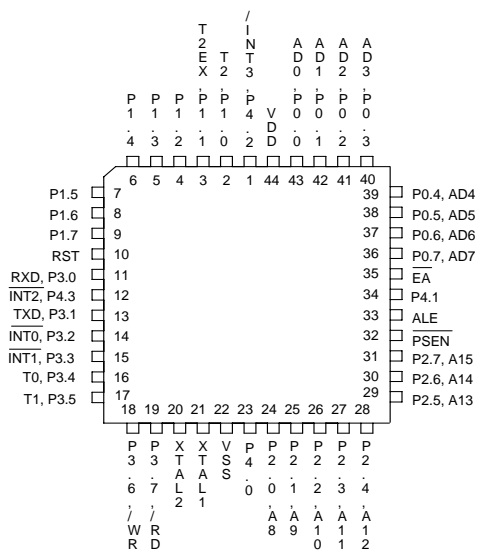 P1.4
P1.3
P1.2
T2EX,P1.1
T2,P1.0
/INT3,P4.2
VDD
AD0,P0.0
AD1,P0.1
AD2,P0.2
AD3,P0.3
6 5 4 3 2 1 44 43 42 41 40
P1.5 7
P1.6 8
P1.7 9
RST 10
RXD, P3.0 11
INT2, P4.3 12
TXD, P3.1 13
INT0, P3.2 14
INT1, P3.3 15
T0, P3.4 16
T1, P3.5 17
39 P0.4, AD4
38 P0.5, AD5
37 P0.6, AD6
36 P0.7, AD7
35 EA
34 P4.1
33 ALE
32 PSEN
31 P2.7, A15
30 P2.6, A14
29 P2.5, A13
18 19 20 21 22 23 24 25 26 27 28
P3.6,/WR
P3.7,/RD
XTAL2
XTAL1
VSS
P4.0
P2.0,A8
P2.1,A9
P2.2,A10
P2.3,A11
P2.4,A12